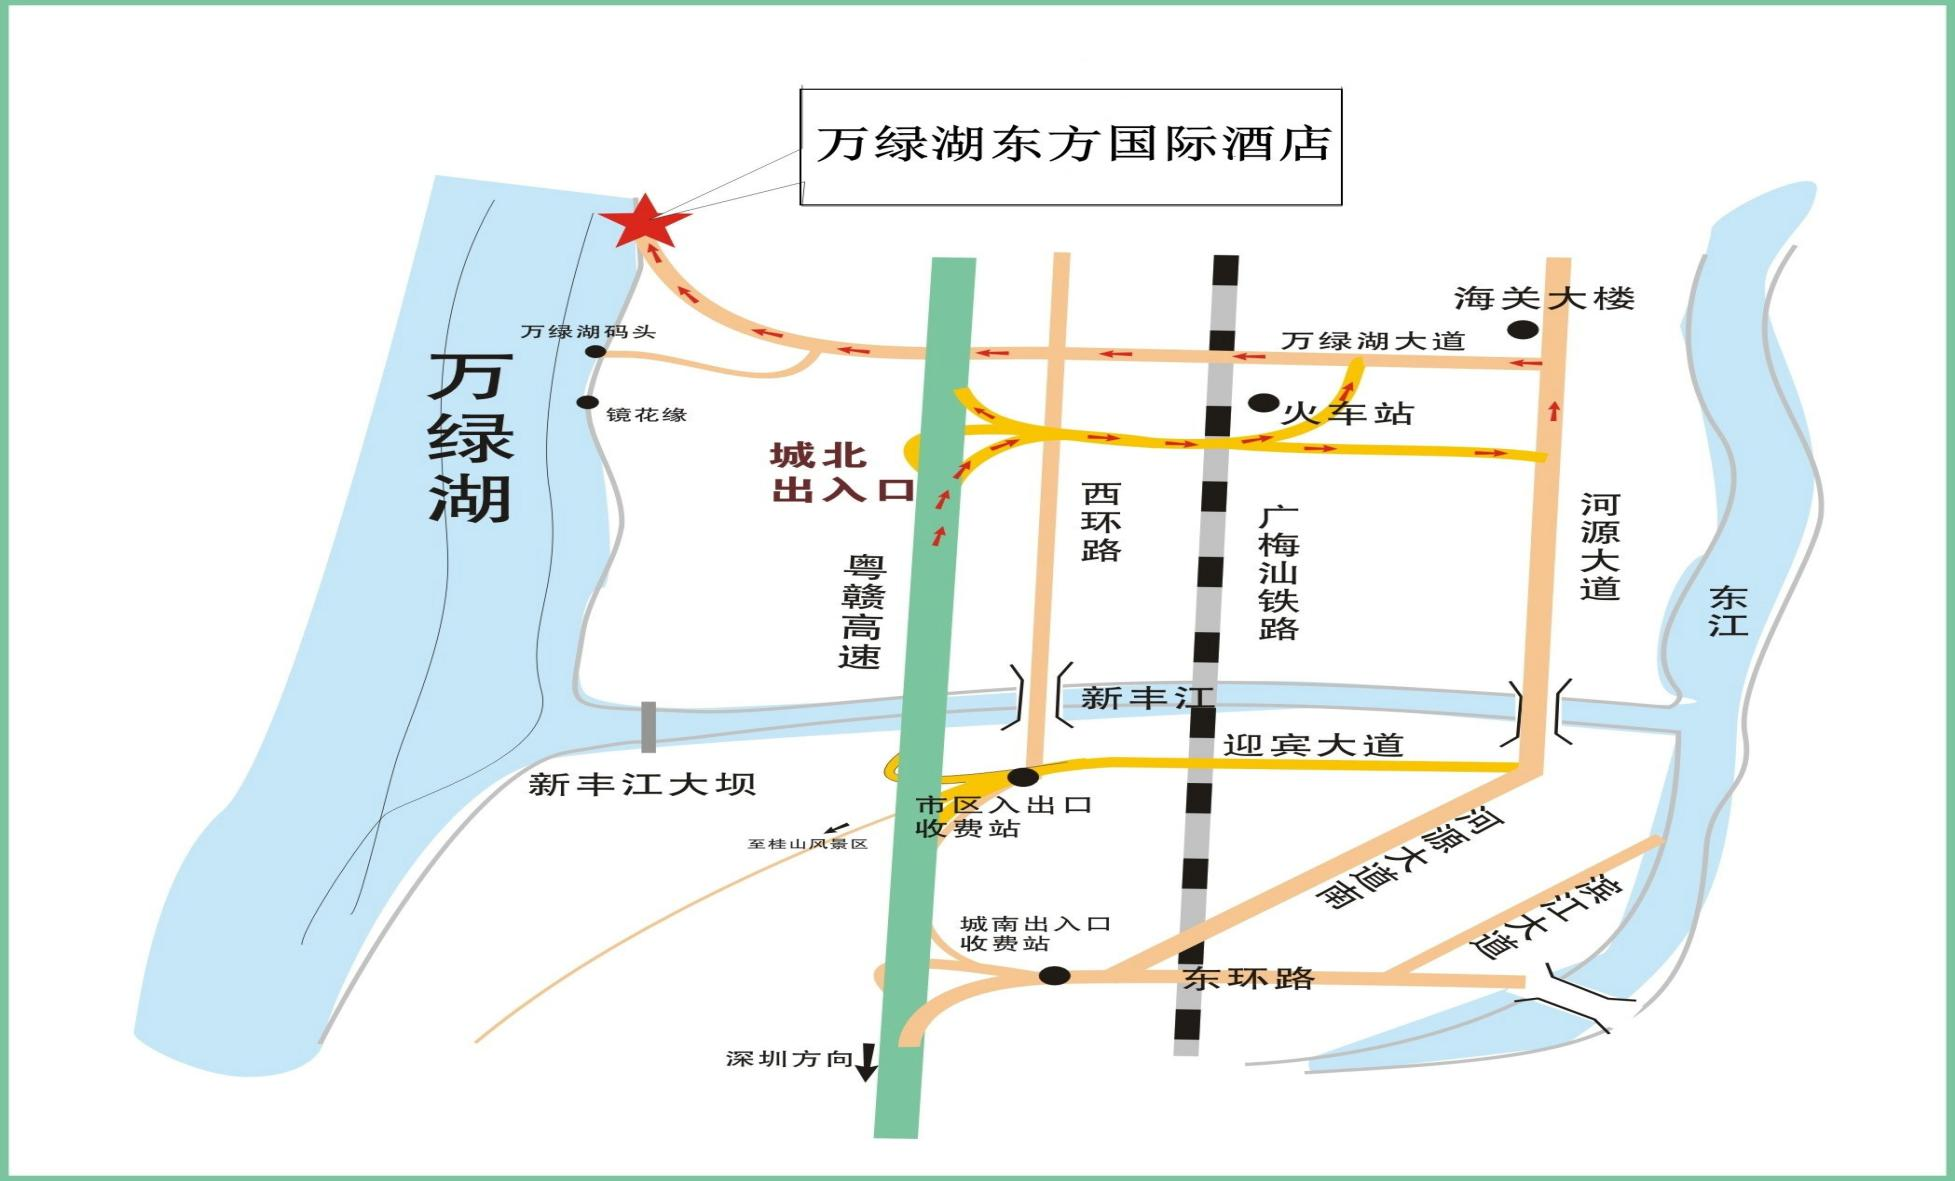 万绿湖东方国际酒店
海关大楼
万绿湖码头
万绿湖大道
万绿湖
镜花缘
火车站
城北
出入口
西环路
河源大道
广梅汕铁路
粤赣高速
东江
新丰江
迎宾大道
新丰江大坝
市区入出口
收费站
至桂山风景区
河源大道南
滨江大道
城南出入口
收费站
东环路
深圳方向